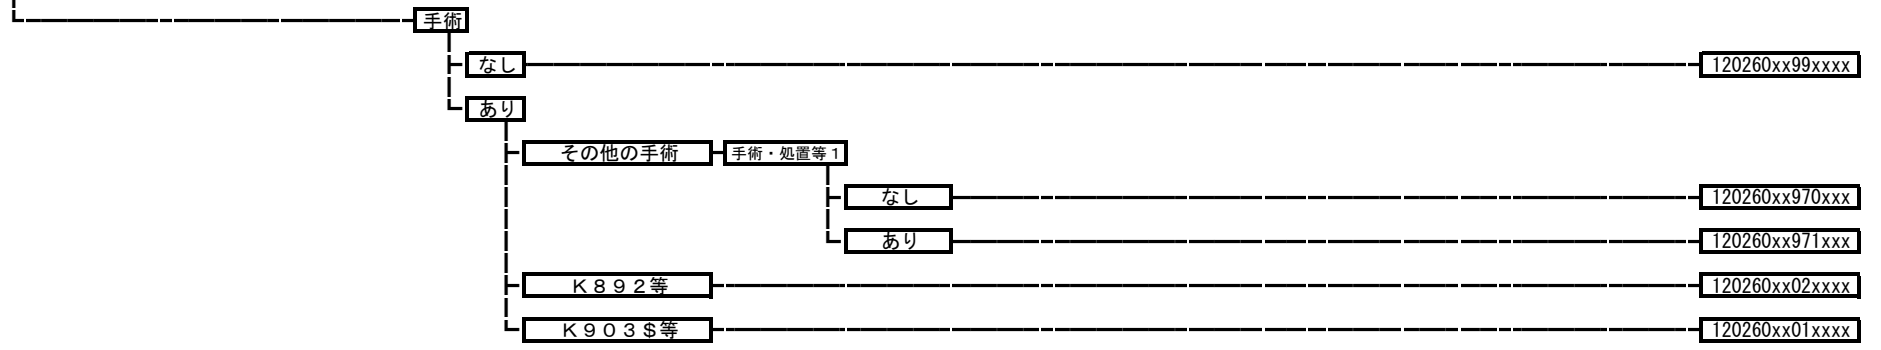 手術
なし 120260xx99xxxx
あり
その他の手術 手術・処置等１
なし 120260xx970xxx
あり 120260xx971xxx
Ｋ８９２等 120260xx02xxxx
Ｋ９０３＄等 120260xx01xxxx